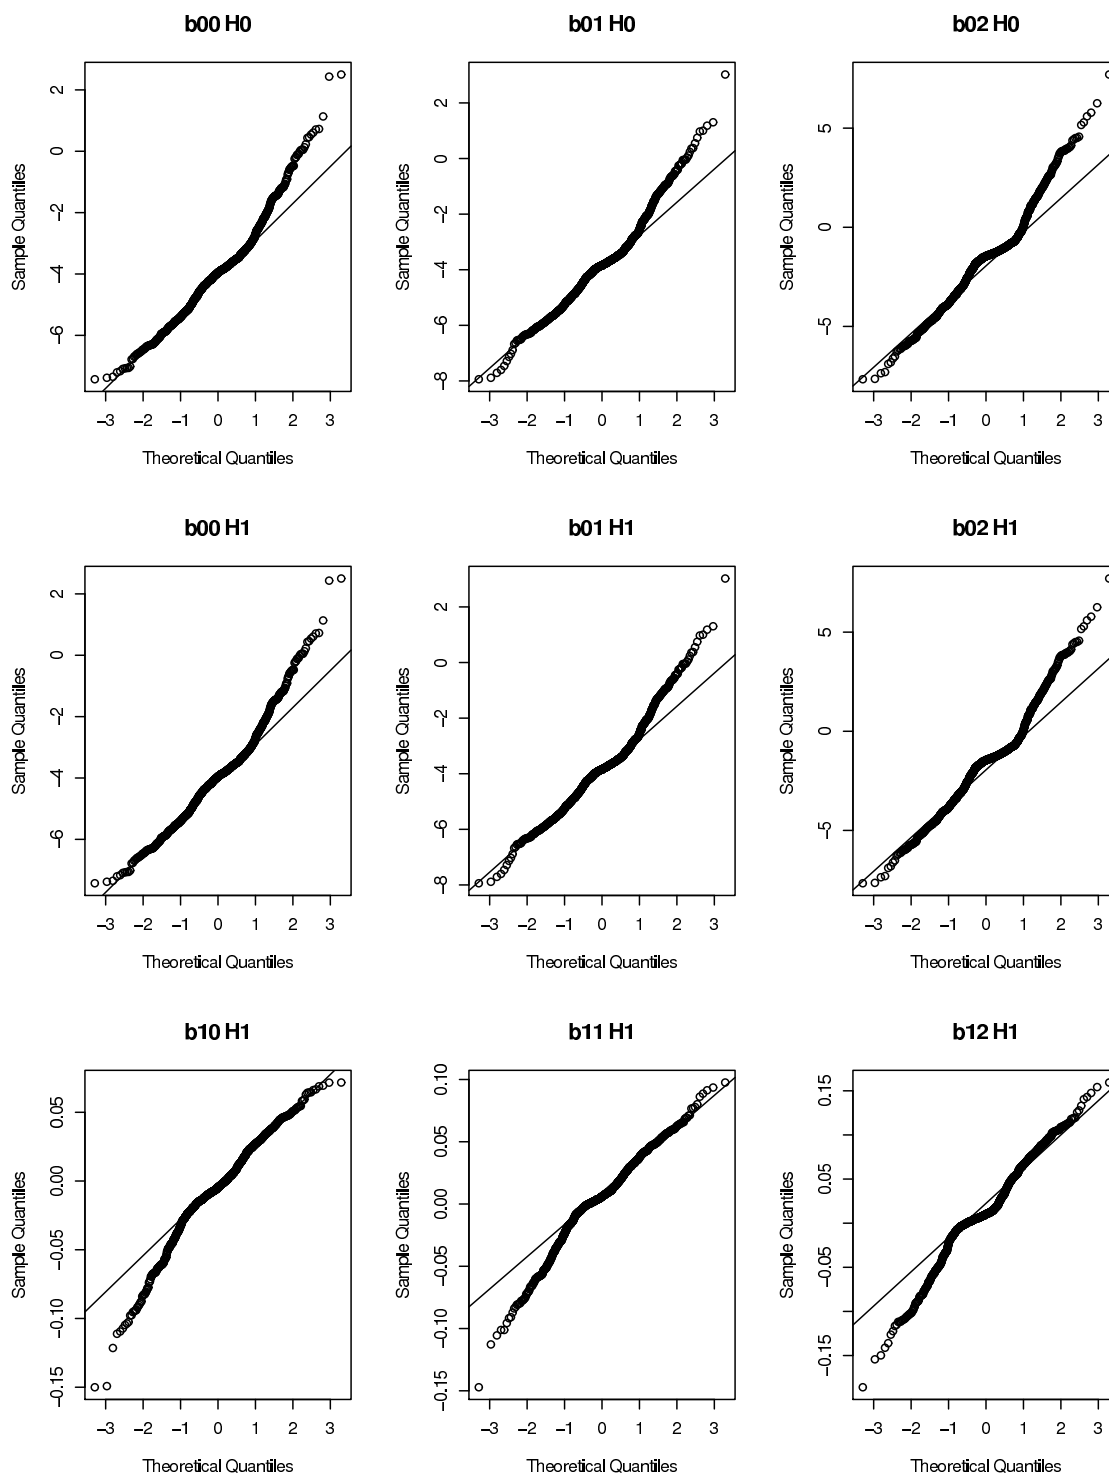 b00 H0 b01 H0 b02 H0
2 2 5
0 0 0
−2 −2 −5
−4 −4
−6 −6
−8
Sample Quantiles Sample Quantiles Sample Quantiles
−3 −2 −1 0 1 2 3 −3 −2 −1 0 1 2 3 −3 −2 −1 0 1 2 3
Theoretical Quantiles Theoretical Quantiles Theoretical Quantiles
b00 H1 b01 H1 b02 H1
2 2 5
0 0 0
−2 −2 −5
−4 −4
−6 −6
−8
Sample Quantiles Sample Quantiles Sample Quantiles
−3 −2 −1 0 1 2 3 −3 −2 −1 0 1 2 3 −3 −2 −1 0 1 2 3
Theoretical Quantiles Theoretical Quantiles Theoretical Quantiles
b10 H1 b11 H1 b12 H1
0.05 0.10 0.15
0.00 0.05 0.05
−0.05 0.00 −0.05
−0.10 −0.05 −0.15
−0.15 −0.10
−0.15
Sample Quantiles Sample Quantiles Sample Quantiles
−3 −2 −1 0 1 2 3 −3 −2 −1 0 1 2 3 −3 −2 −1 0 1 2 3
Theoretical Quantiles Theoretical Quantiles Theoretical Quantiles